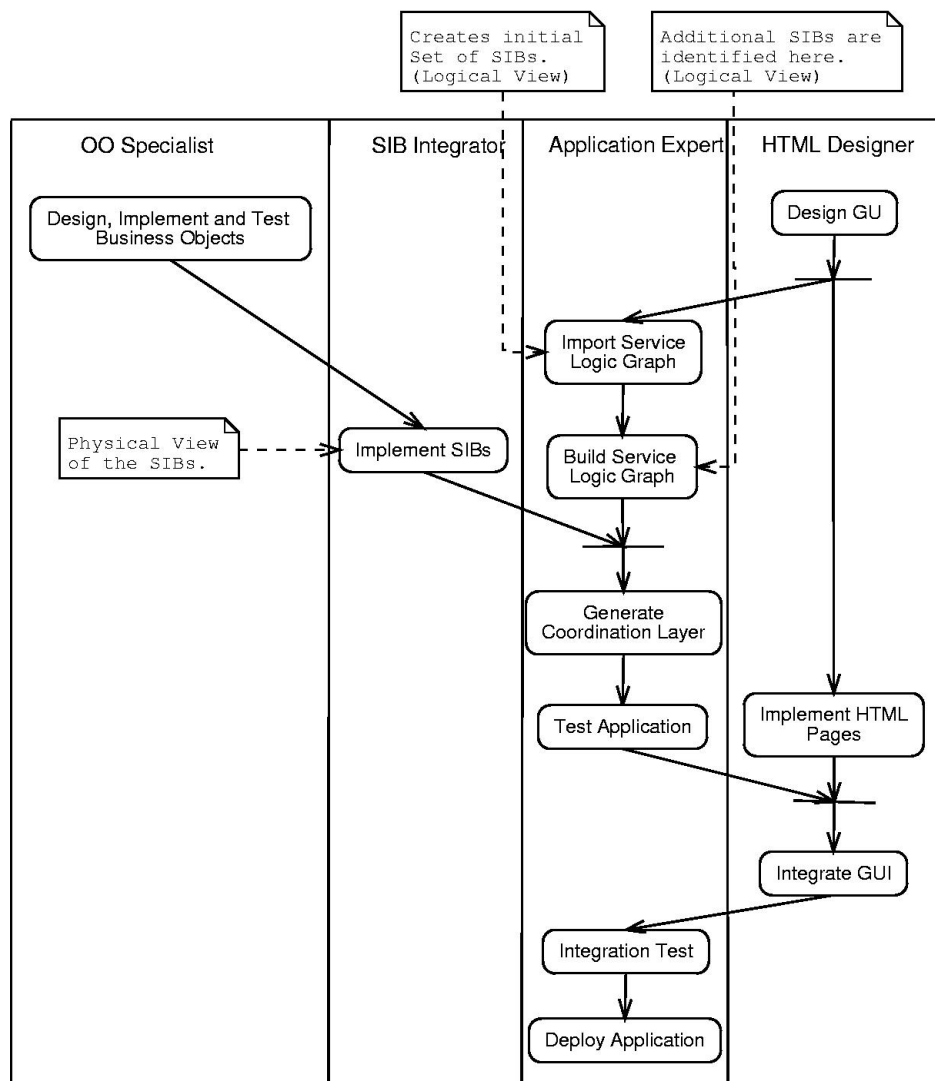 Creates initial
Set of SIBs.
(Logical View)
Additional SIBs are
identified here.
(Logical View)
OO Specialist
SIB Integrator
Application Expert
HTML Designer
Design, Implement and Test
Business Objects
Design GU
Import Service
Logic Graph
Physical View
of the SIBs.
Implement SIBs
Build Service
Logic Graph
Generate
Coordination Layer
Test Application
Implement HTML
Pages
Integrate GUI
Integration Test
Deploy Application